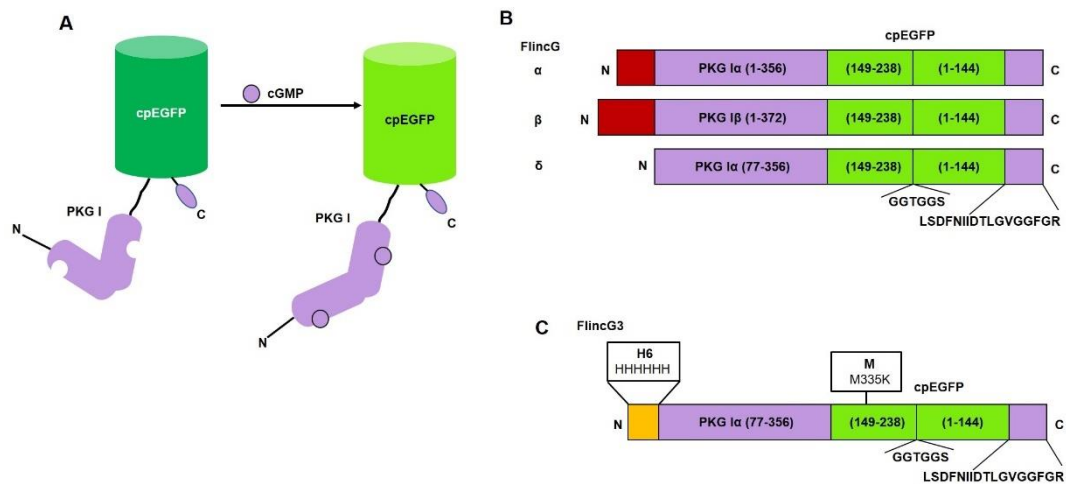 A
cpEGFP
cGMP
cpEGFP
PKG I
C
N
PKG I
C
N
B
cpEGFP
FlincG
α
N
PKG Iα (1-356)
(149-238)
(1-144)
C
β
N
PKG Iβ (1-372)
(149-238)
(1-144)
C
δ
N
PKG Iα (77-356)
(149-238)
(1-144)
C
GGTGGS
LSDFNIIDTLGVGGFGR
C
FlincG3
H6
HHHHHH
M
M335K
cpEGFP
N
PKG Iα (77-356)
(149-238)
(1-144)
C
GGTGGS
LSDFNIIDTLGVGGFGR